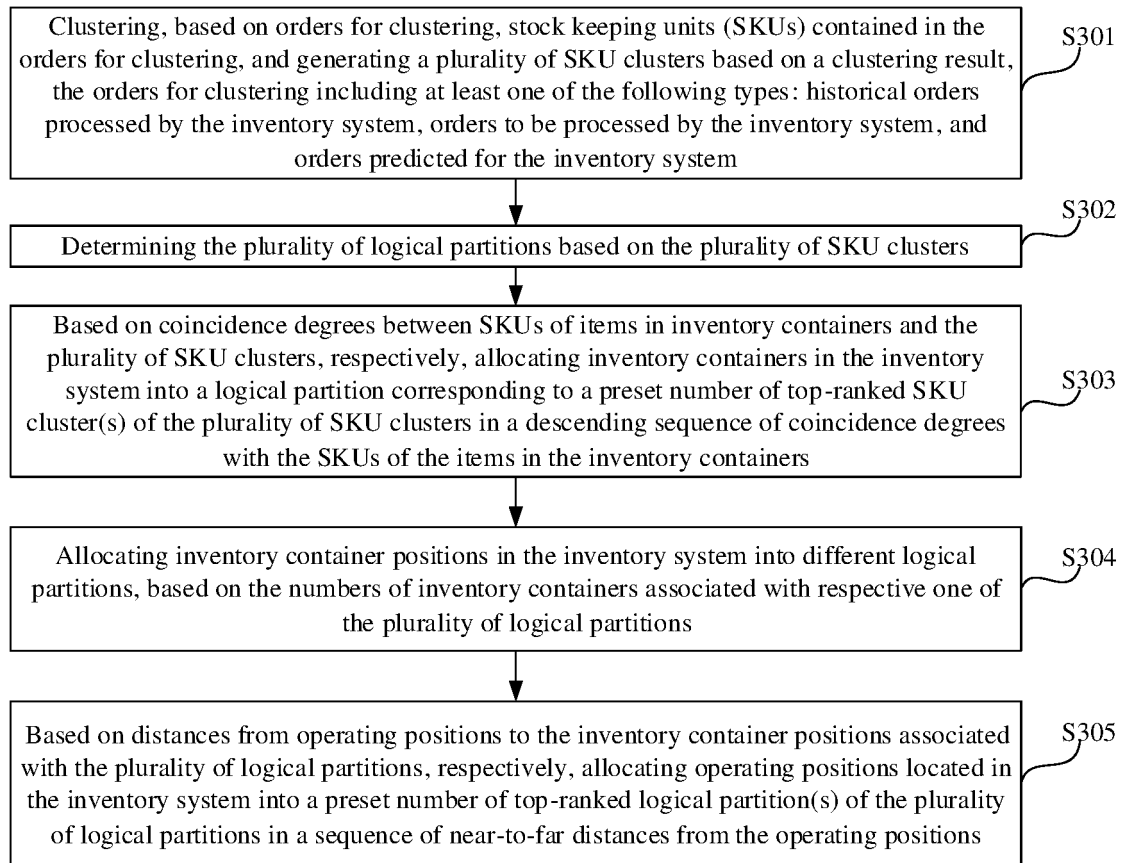 Clustering, based on orders for clustering, stock keeping units (SKUs) contained in the
orders for clustering, and generating a plurality of SKU clusters based on a clustering result,
the orders for clustering including at least one of the following types: historical orders
processed by the inventory system, orders to be processed by the inventory system, and
orders predicted for the inventory system
S301
Determining the plurality of logical partitions based on the plurality of SKU clusters
S302
Based on coincidence degrees between SKUs of items in inventory containers and the
plurality of SKU clusters, respectively, allocating inventory containers in the inventory
system into a logical partition corresponding to a preset number of top-ranked SKU
cluster(s) of the plurality of SKU clusters in a descending sequence of coincidence degrees
with the SKUs of the items in the inventory containers
S303
Allocating inventory container positions in the inventory system into different logical
partitions, based on the numbers of inventory containers associated with respective one of
the plurality of logical partitions
S304
Based on distances from operating positions to the inventory container positions associated
with the plurality of logical partitions, respectively, allocating operating positions located in
the inventory system into a preset number of top-ranked logical partition(s) of the plurality
of logical partitions in a sequence of near-to-far distances from the operating positions
S305